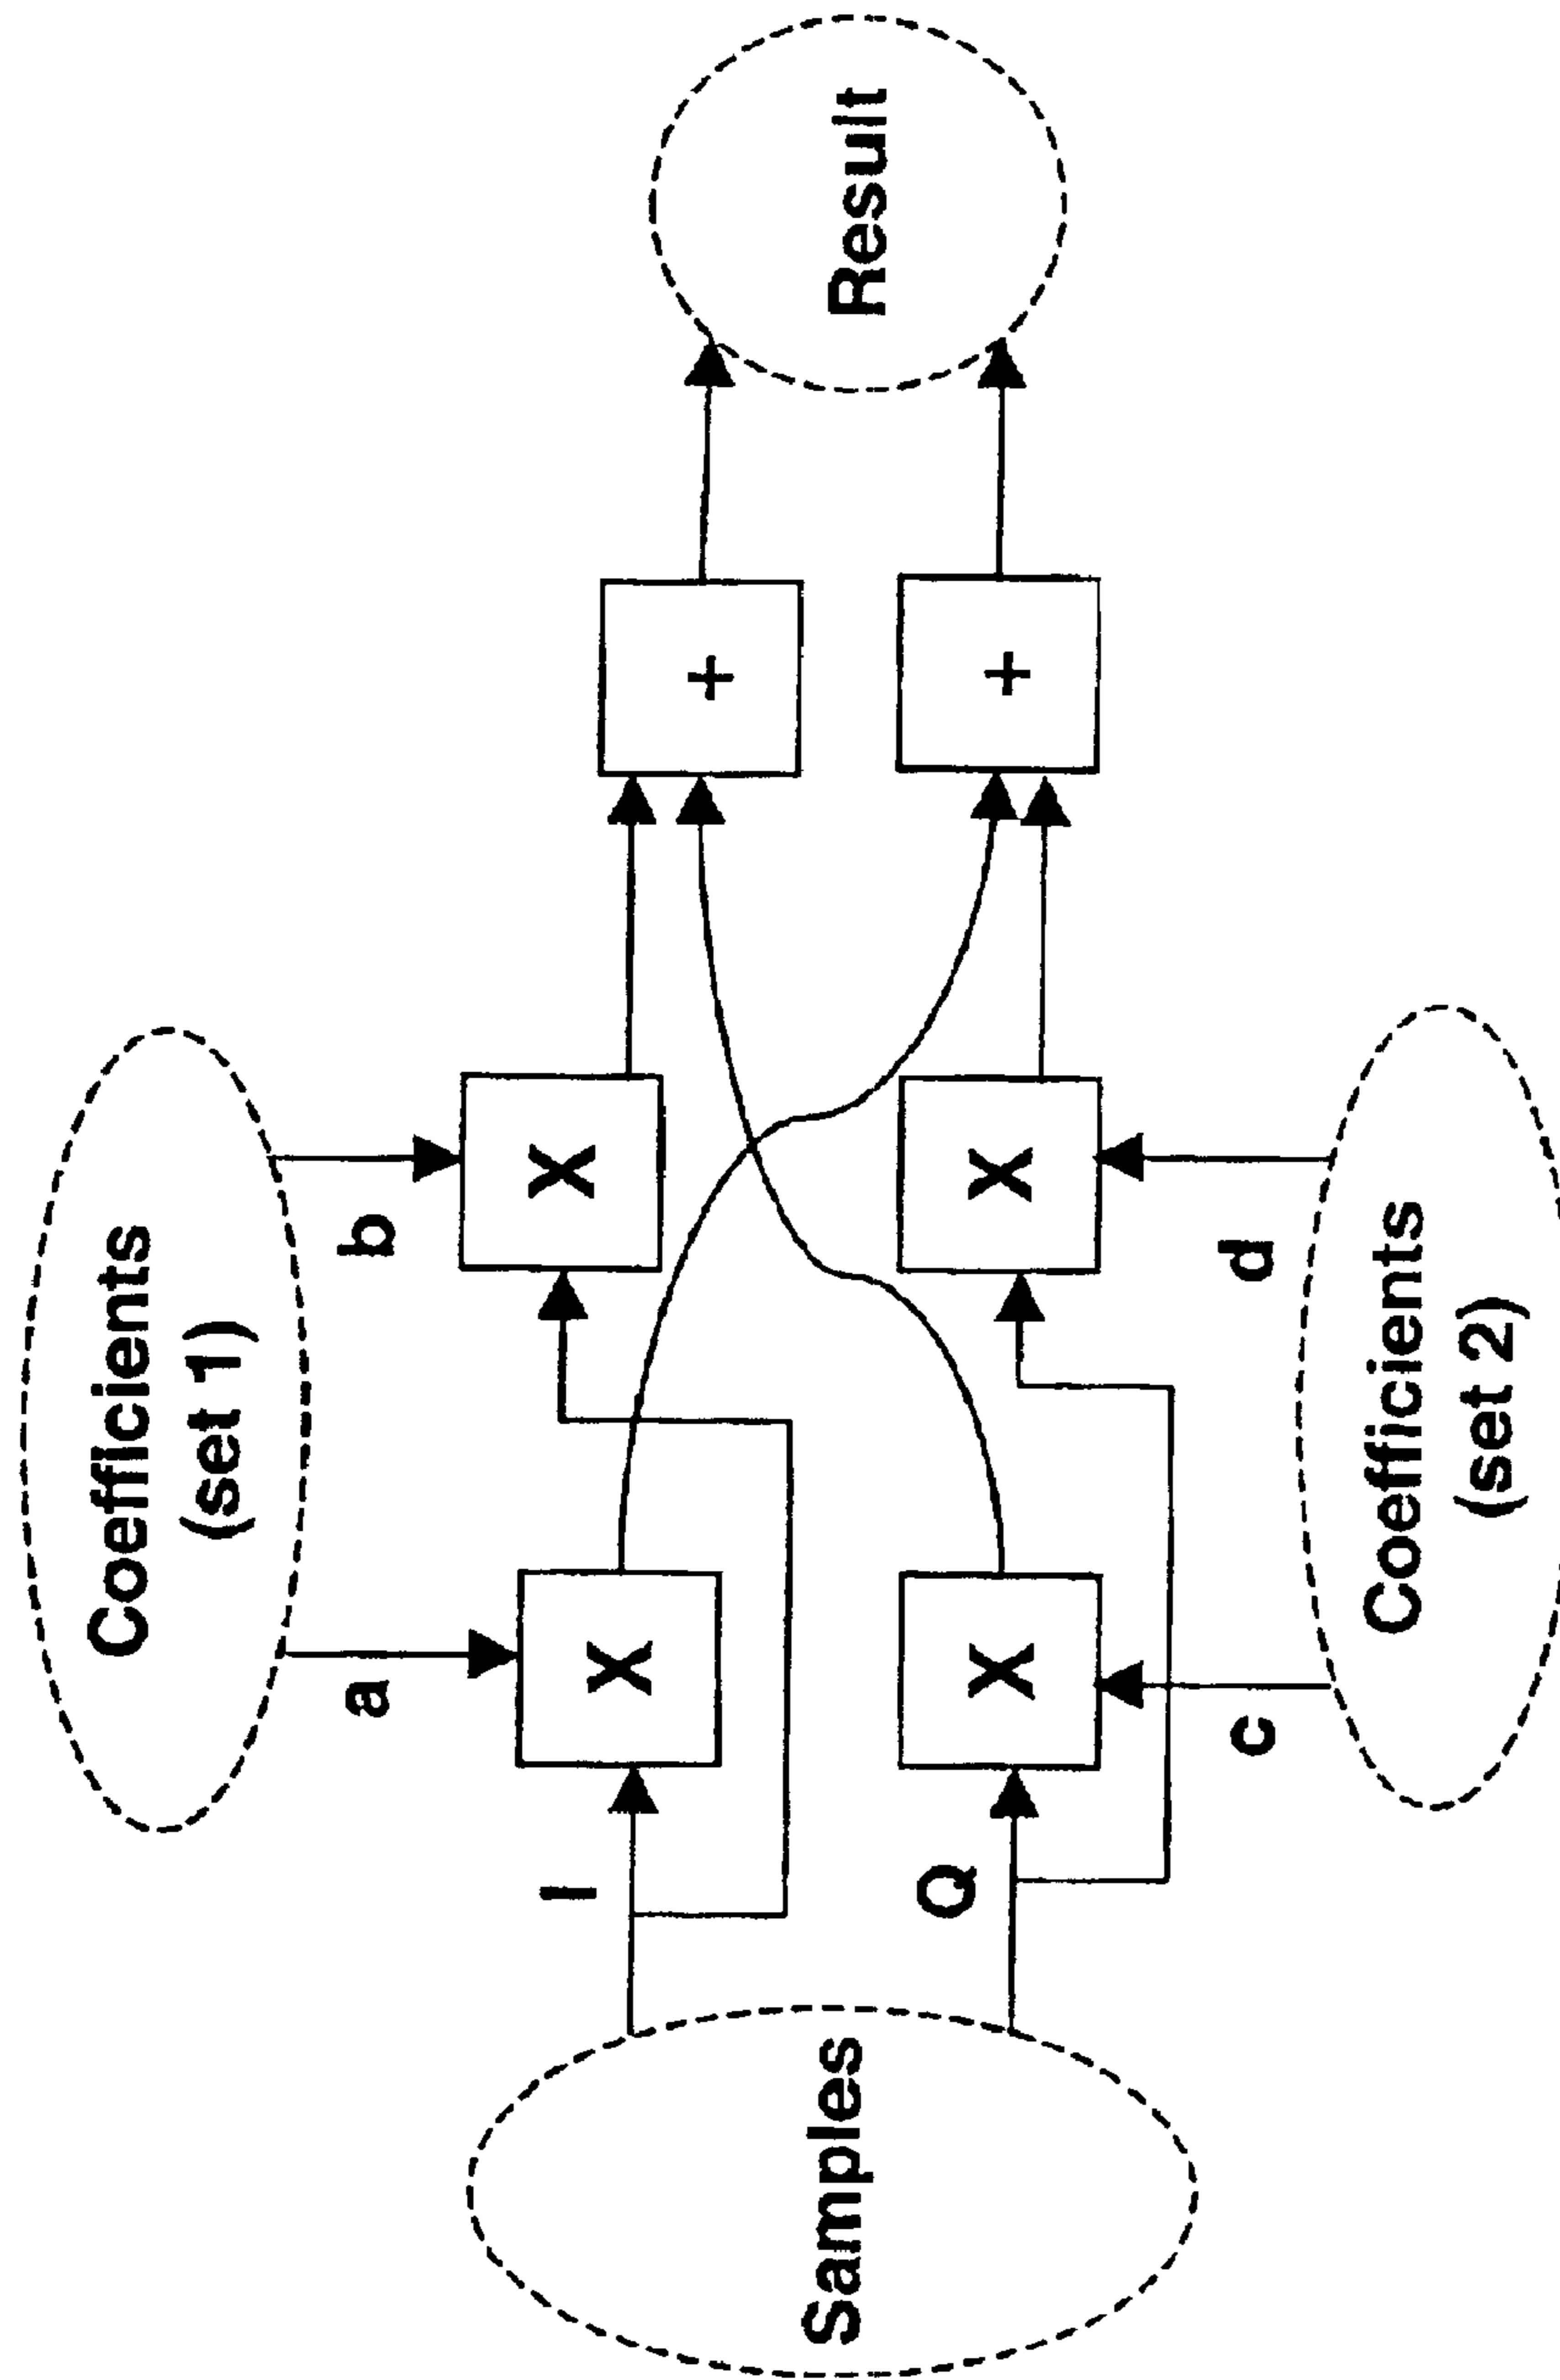 Coefficients
(set 1)
a
b
Samples
I
Q
X
X
X
X
+
+
Result
c
d
Coefficients
(set 2)